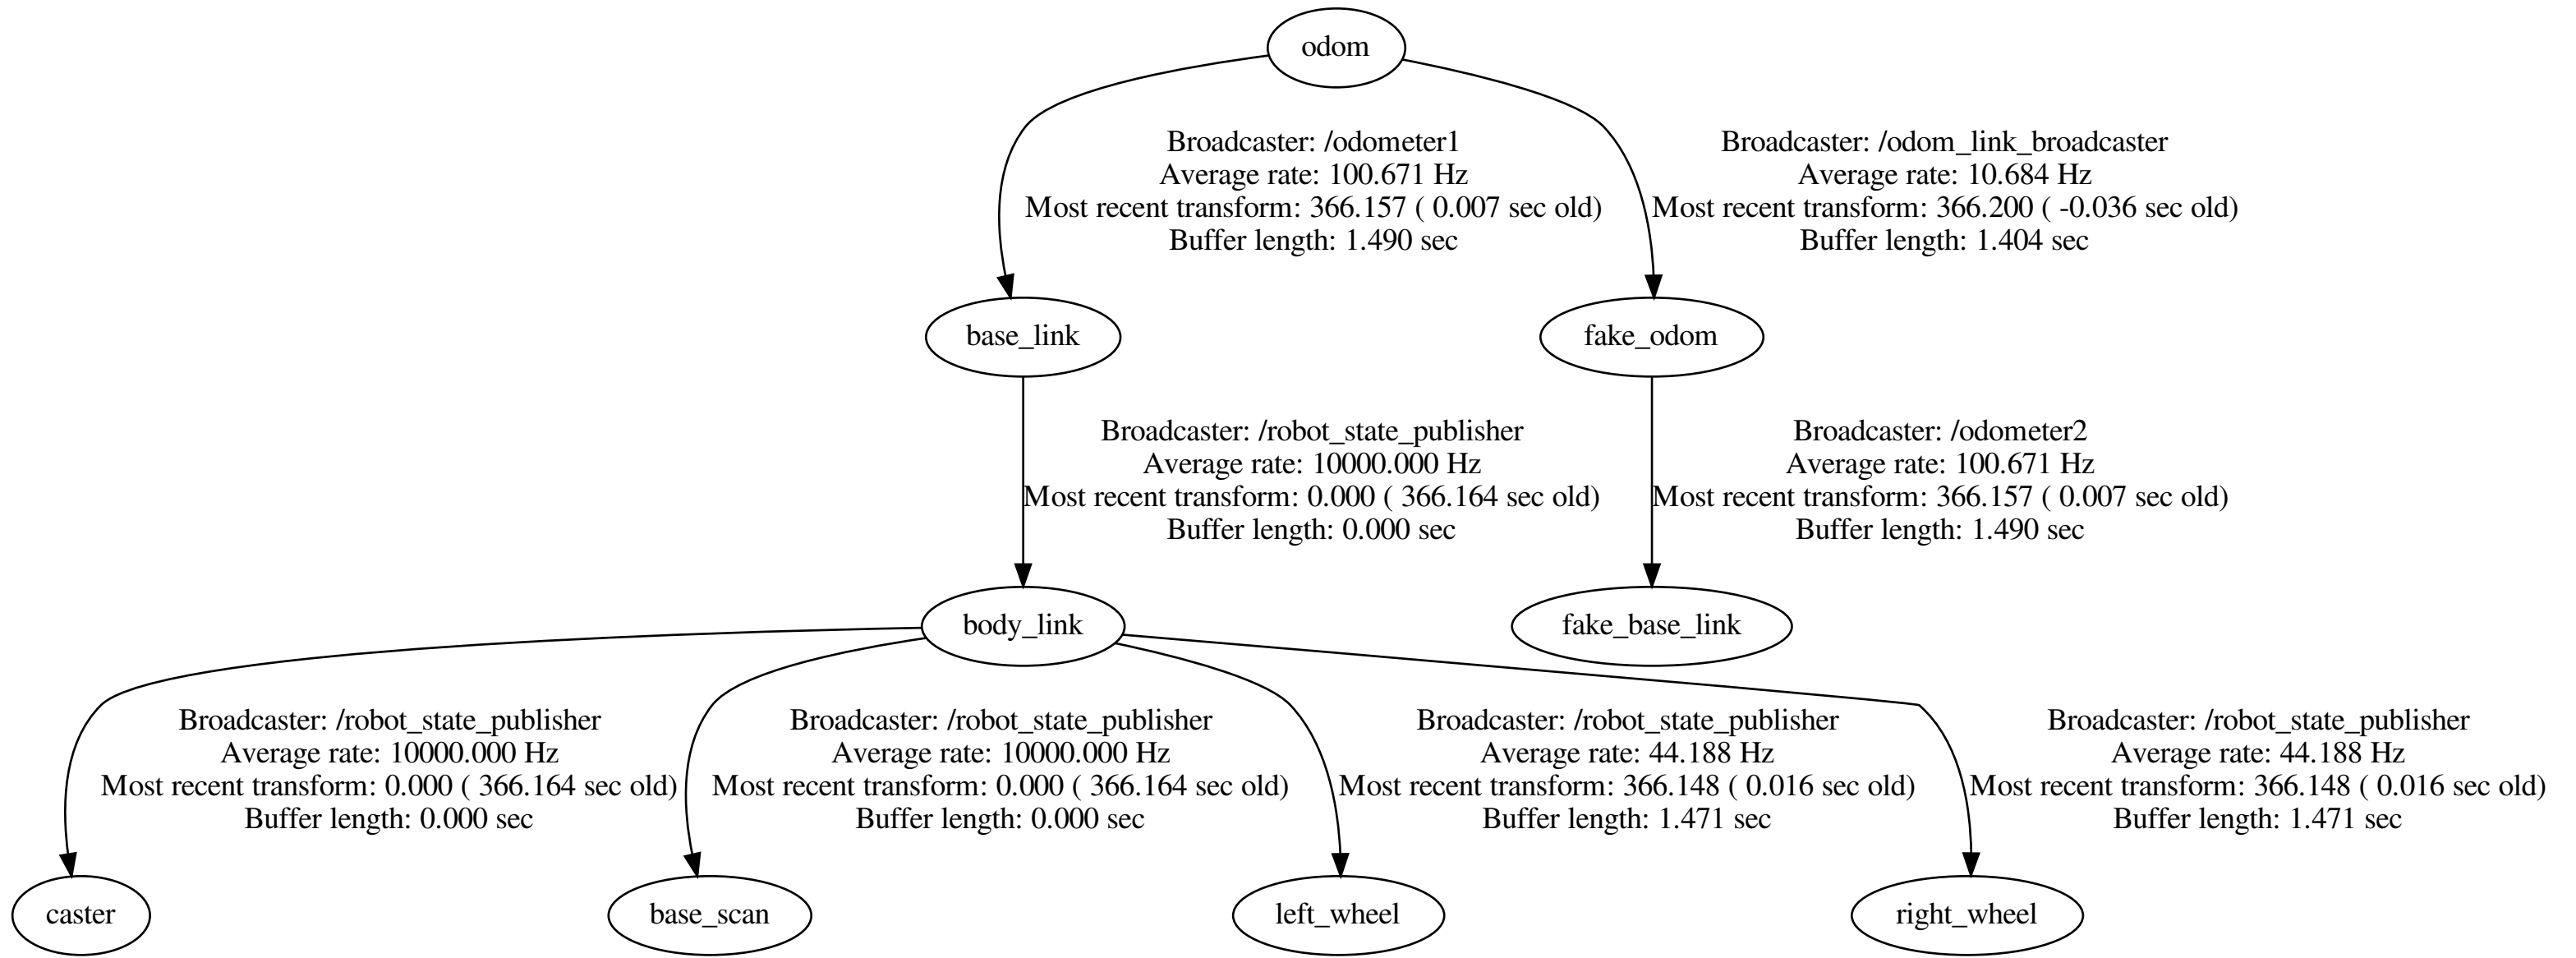 odom
Broadcaster: /odometer1
Average rate: 100.671 Hz
Most recent transform: 366.157 ( 0.007 sec old)
Buffer length: 1.490 sec
Broadcaster: /odom_link_broadcaster
Average rate: 10.684 Hz
Most recent transform: 366.200 ( -0.036 sec old)
Buffer length: 1.404 sec
base_link
fake_odom
Broadcaster: /robot_state_publisher
Average rate: 10000.000 Hz
Most recent transform: 0.000 ( 366.164 sec old)
Buffer length: 0.000 sec
Broadcaster: /odometer2
Average rate: 100.671 Hz
Most recent transform: 366.157 ( 0.007 sec old)
Buffer length: 1.490 sec
body_link
fake_base_link
Broadcaster: /robot_state_publisher
Average rate: 10000.000 Hz
Most recent transform: 0.000 ( 366.164 sec old)
Buffer length: 0.000 sec
Broadcaster: /robot_state_publisher
Average rate: 10000.000 Hz
Most recent transform: 0.000 ( 366.164 sec old)
Buffer length: 0.000 sec
Broadcaster: /robot_state_publisher
Average rate: 44.188 Hz
Most recent transform: 366.148 ( 0.016 sec old)
Buffer length: 1.471 sec
Broadcaster: /robot_state_publisher
Average rate: 44.188 Hz
Most recent transform: 366.148 ( 0.016 sec old)
Buffer length: 1.471 sec
caster
base_scan
left_wheel
right_wheel